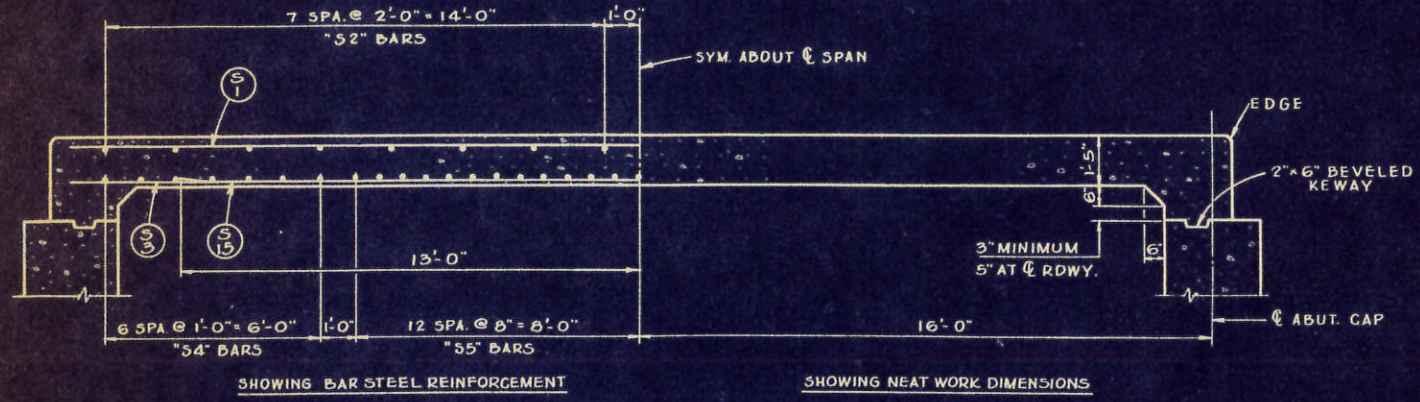 7 SPA. @ 2'-0" = 14'-0"
1'-0"
"S2" BARS
SYM. ABOUT ℄ SPAN
S
1
EDGE
1'-5"
6"
2"×6" BEVELED
KEWAY
S
3
S
15
13'-0"
3" MINIMUM
5" AT ℄ RDWY.
6"
6 SPA. @ 1'-0" = 6'-0"
1'-0"
12 SPA. @ 8" = 8'-0"
16'-0"
℄ ABUT. CAP
"S4" BARS
"S5" BARS
SHOWING BAR STEEL REINFORCEMENT
SHOWING NEAT WORK DIMENSIONS